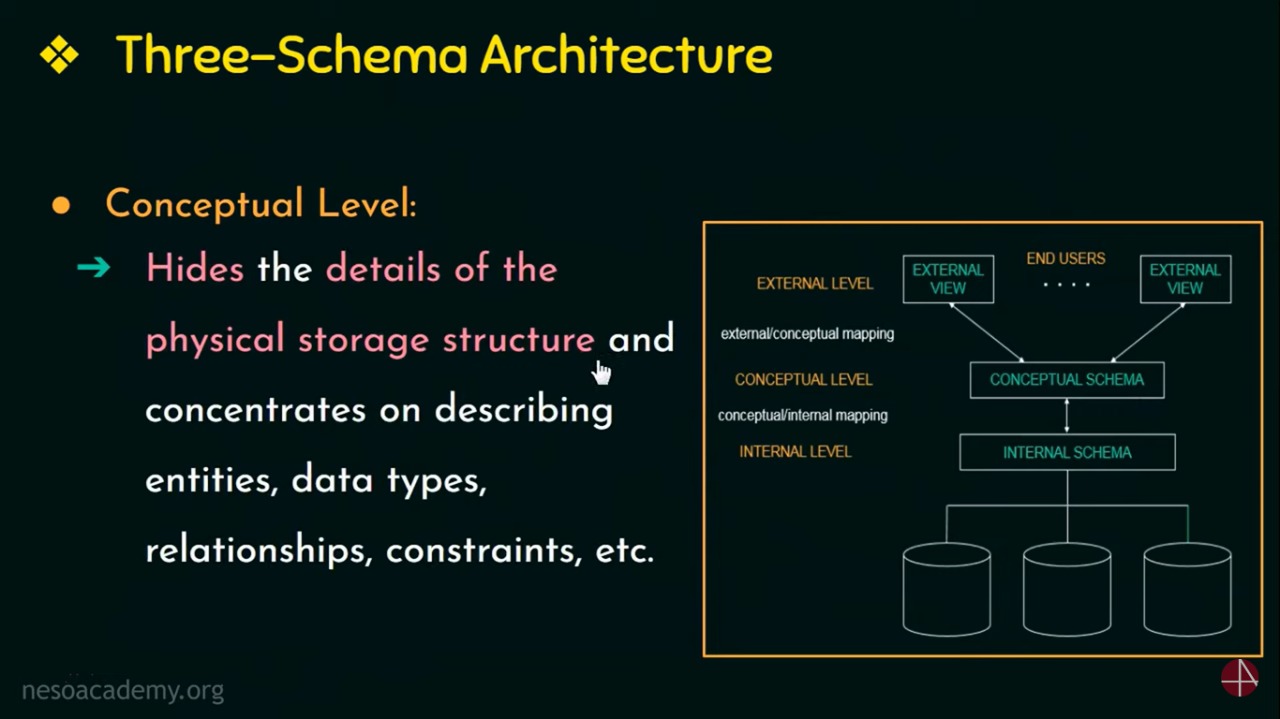 ❖ Three-Schema Architecture
● Conceptual Level:
➔ Hides the details of the
physical storage structure and
concentrates on describing
entities, data types,
relationships, constraints, etc.
END USERS
EXTERNAL LEVEL
EXTERNAL
VIEW
. . . .
EXTERNAL
VIEW
external/conceptual mapping
CONCEPTUAL LEVEL
CONCEPTUAL SCHEMA
conceptual/internal mapping
INTERNAL LEVEL
INTERNAL SCHEMA
nesoacademy.org